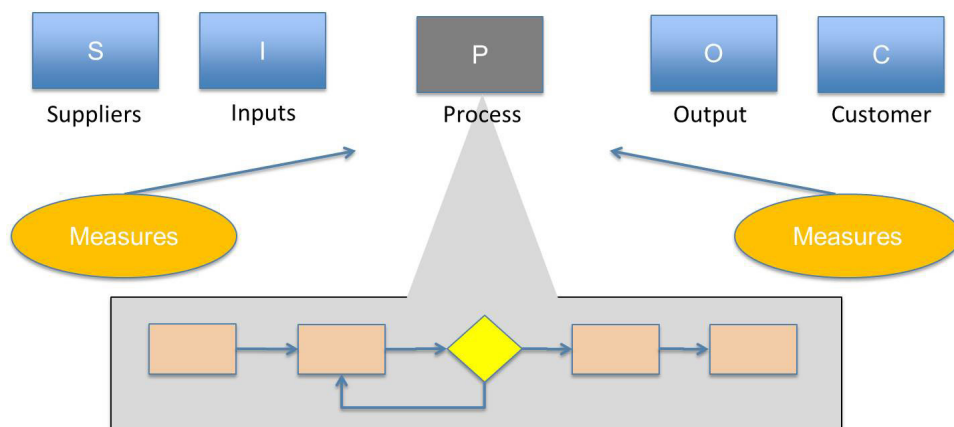 S
I
P
O
C
Suppliers
Inputs
Process
Output
Customer
Measures
Measures